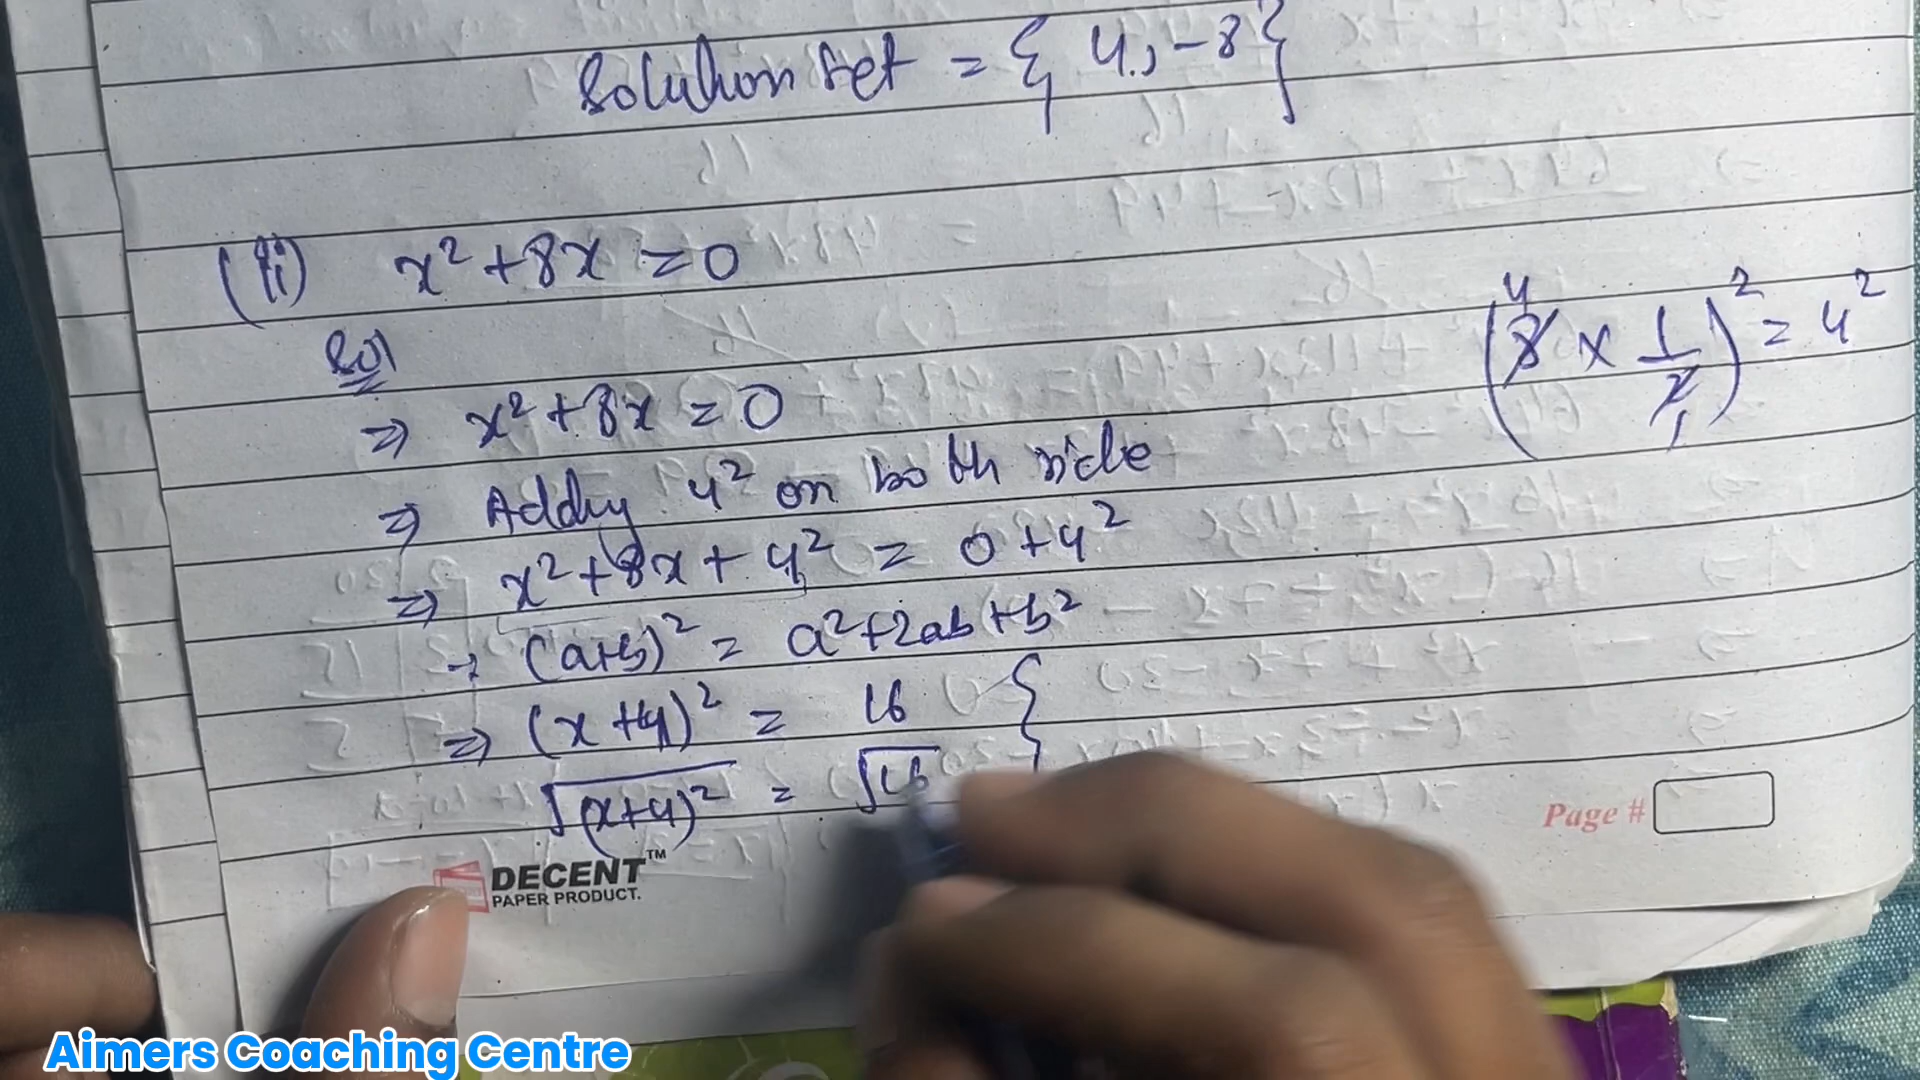 Solution set = { 4, -8 }
(ii) x² + 8x = 0
Sol
⇒ x² + 8x = 0
(8 × 1/2)² = 4²
4
1
⇒ Adding 4² on both side
⇒ x² + 8x + 4² = 0 + 4²
→ (a+b)² = a² + 2ab + b²
⇒ (x + 4)² = 16 {
√(x+4)² = √16
Page #
DECENT™
PAPER PRODUCT.
Aimers Coaching Centre